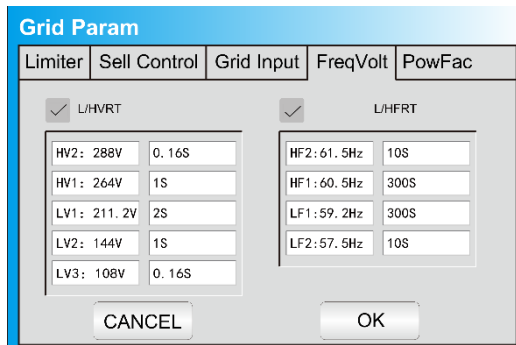 Grid Param
Limiter Sell Control Grid Input FreqVolt PowFac
L/HVRT
HV2: 288V 0.16S
HV1: 264V 1S
LV1: 211.2V 2S
LV2: 144V 1S
LV3: 108V 0.16S
L/HFRT
HF2:61.5Hz 10S
HF1:60.5Hz 300S
LF1:59.2Hz 300S
LF2:57.5Hz 10S
CANCEL OK